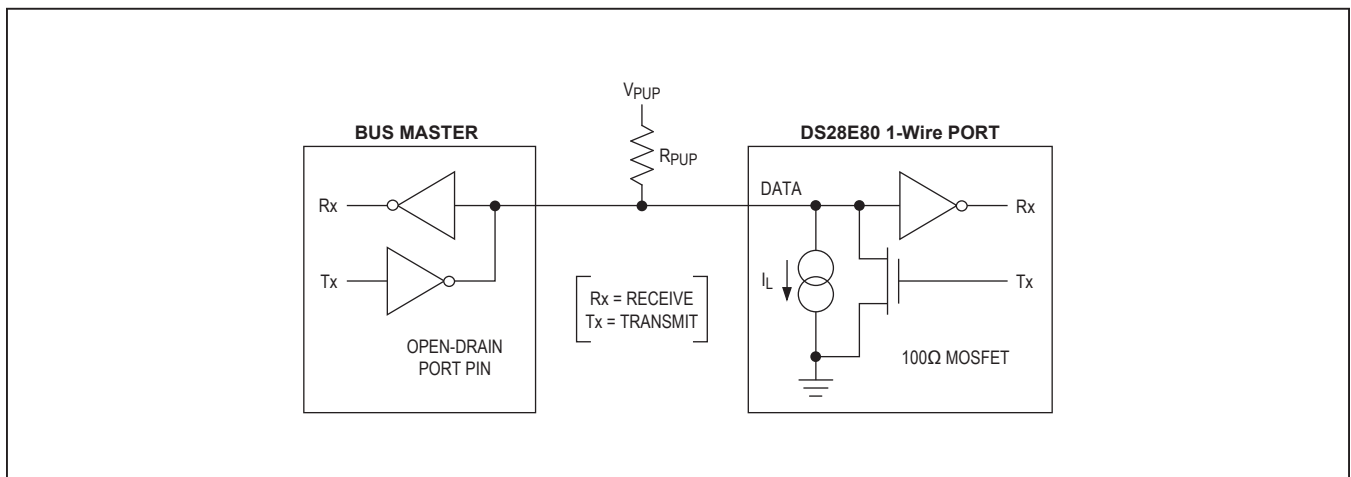 VPUP
BUS MASTER
DS28E80 1-Wire PORT
RPUP
DATA
Rx
Rx
Tx
IL
Tx
Rx = RECEIVE
Tx = TRANSMIT
OPEN-DRAIN
PORT PIN
100Ω MOSFET